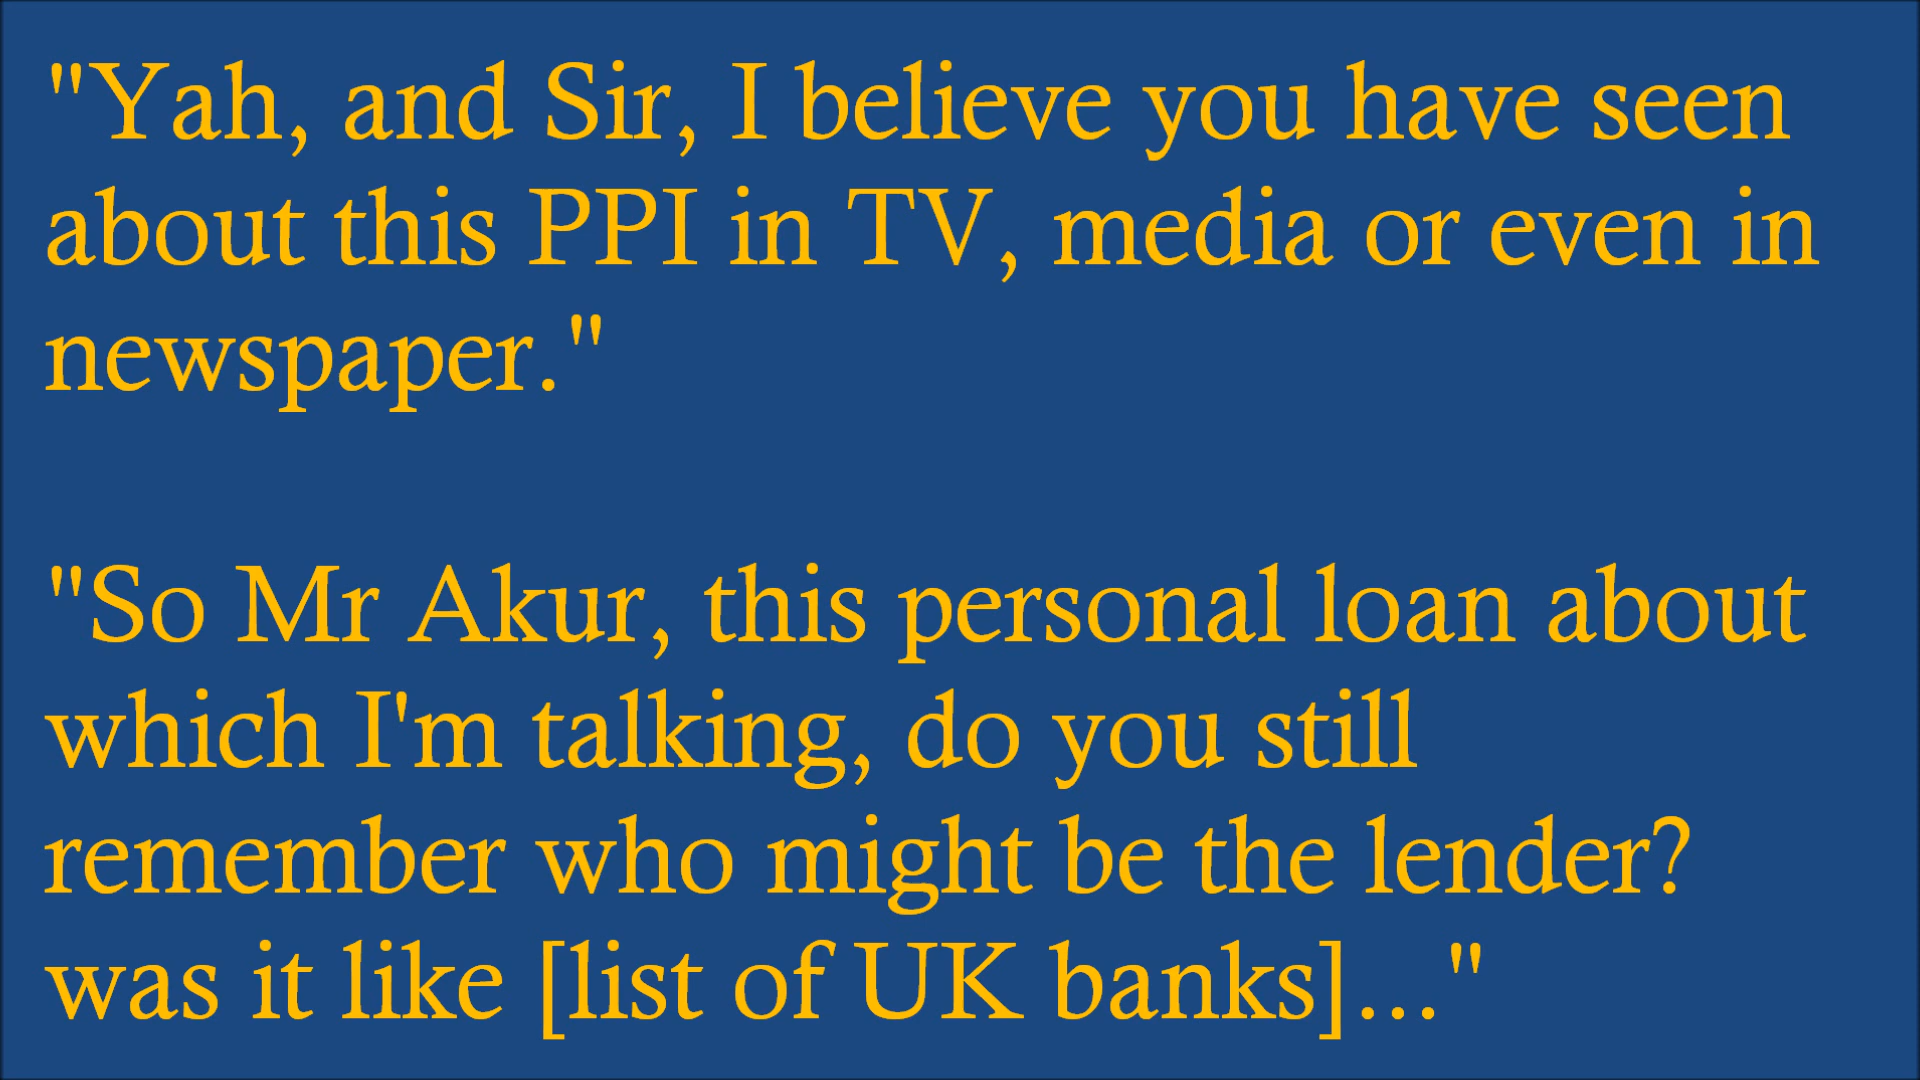 "Yah, and Sir, I believe you have seen
about this PPI in TV, media or even in
newspaper."
"So Mr Akur, this personal loan about
which I'm talking, do you still
remember who might be the lender?
was it like [list of UK banks]..."